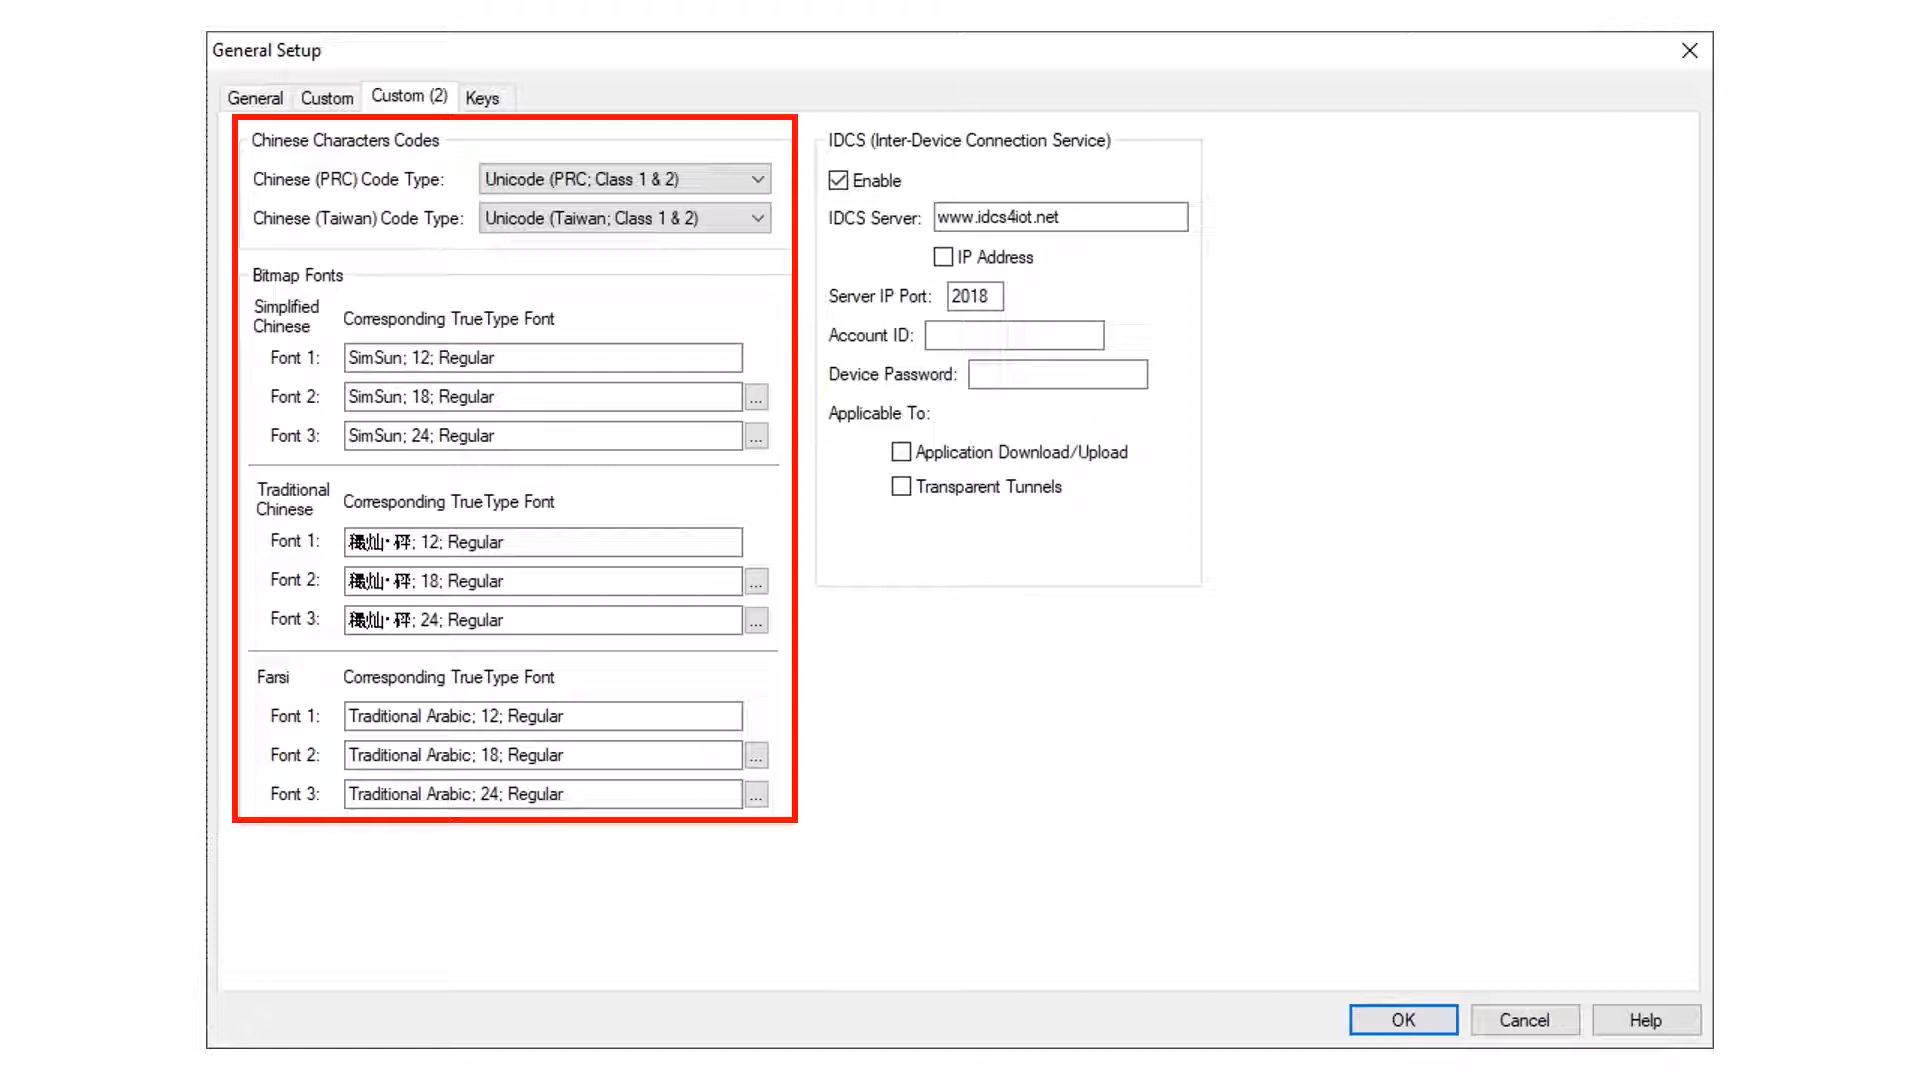 General Setup
General
Custom
Custom (2)
Keys
Chinese Characters Codes
Chinese (PRC) Code Type:
Unicode (PRC; Class 1 & 2)
Chinese (Taiwan) Code Type:
Unicode (Taiwan; Class 1 & 2)
Bitmap Fonts
Simplified
Chinese
Corresponding TrueType Font
Font 1:
SimSun; 12; Regular
Font 2:
SimSun; 18; Regular
...
Font 3:
SimSun; 24; Regular
...
Traditional
Chinese
Corresponding TrueType Font
Font 1:
; 12; Regular
Font 2:
; 18; Regular
...
Font 3:
; 24; Regular
...
Farsi
Corresponding TrueType Font
Font 1:
Traditional Arabic; 12; Regular
Font 2:
Traditional Arabic; 18; Regular
...
Font 3:
Traditional Arabic; 24; Regular
...
IDCS (Inter-Device Connection Service)
Enable
IDCS Server:
www.idcs4iot.net
IP Address
Server IP Port:
2018
Account ID:
Device Password:
Applicable To:
Application Download/Upload
Transparent Tunnels
OK
Cancel
Help